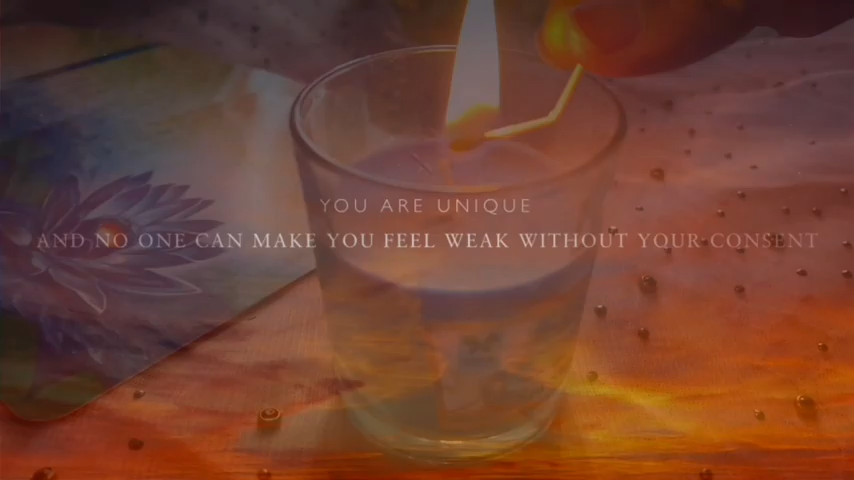 YOU ARE UNIQUE
AND NO ONE CAN MAKE YOU FEEL WEAK WITHOUT YOUR CONSENT